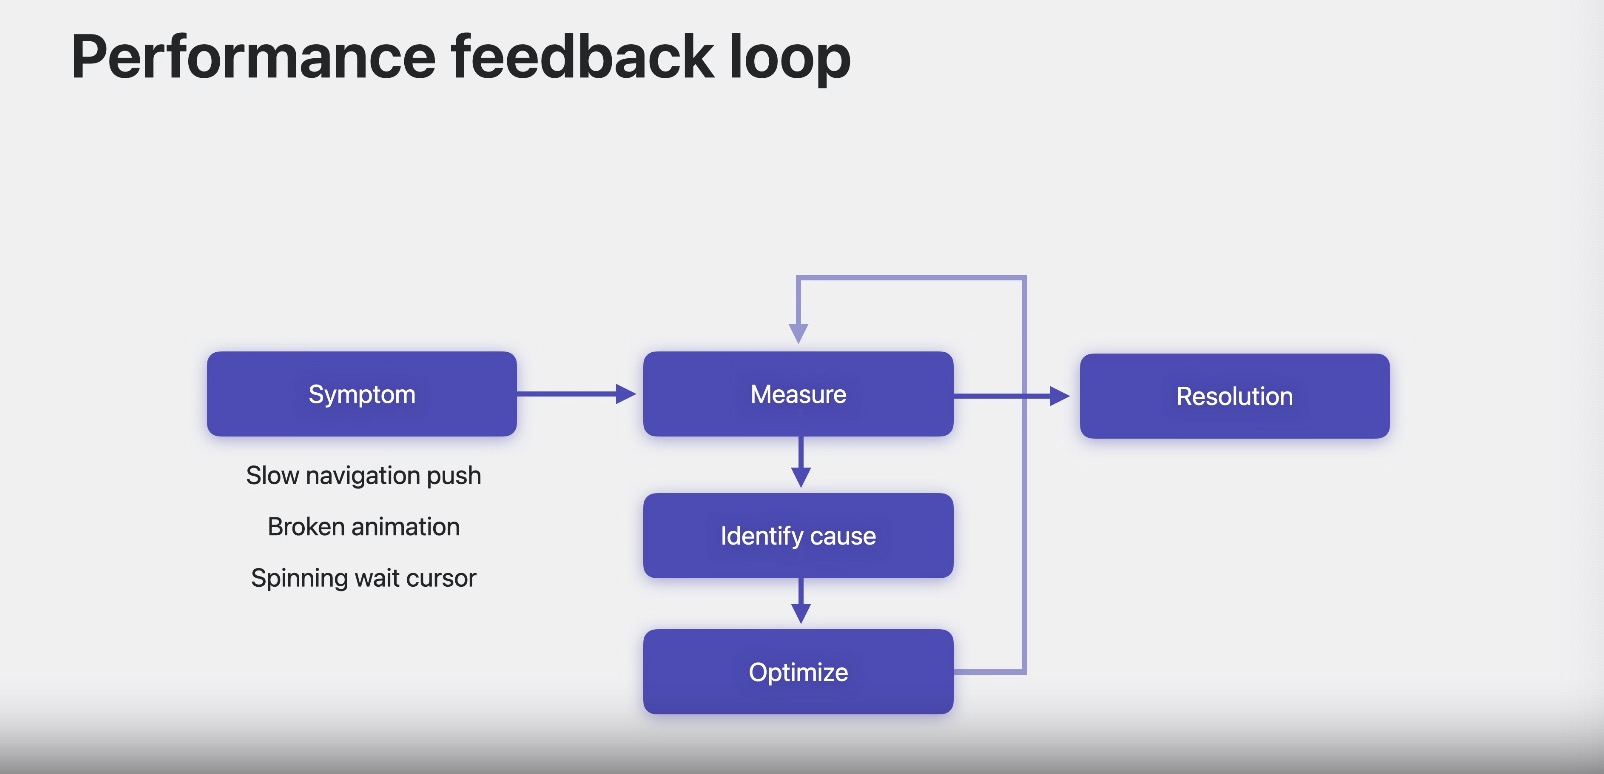 Performance feedback loop
Symptom
Slow navigation push
Broken animation
Spinning wait cursor
Measure
Identify cause
Optimize
Resolution